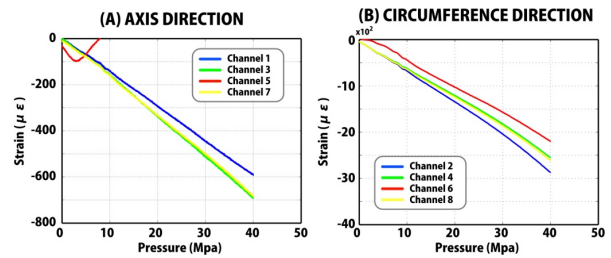 (A) AXIS DIRECTION
0
-200
-400
-600
-800
Strain (μ ε)
0
10
20
30
40
50
Pressure (Mpa)
Channel 1
Channel 3
Channel 5
Channel 7
(B) CIRCUMFERENCE DIRECTION
×10²
±0
-10
-20
-30
-40
Strain (μ ε)
0
10
20
30
40
50
Pressure (Mpa)
Channel 2
Channel 4
Channel 6
Channel 8